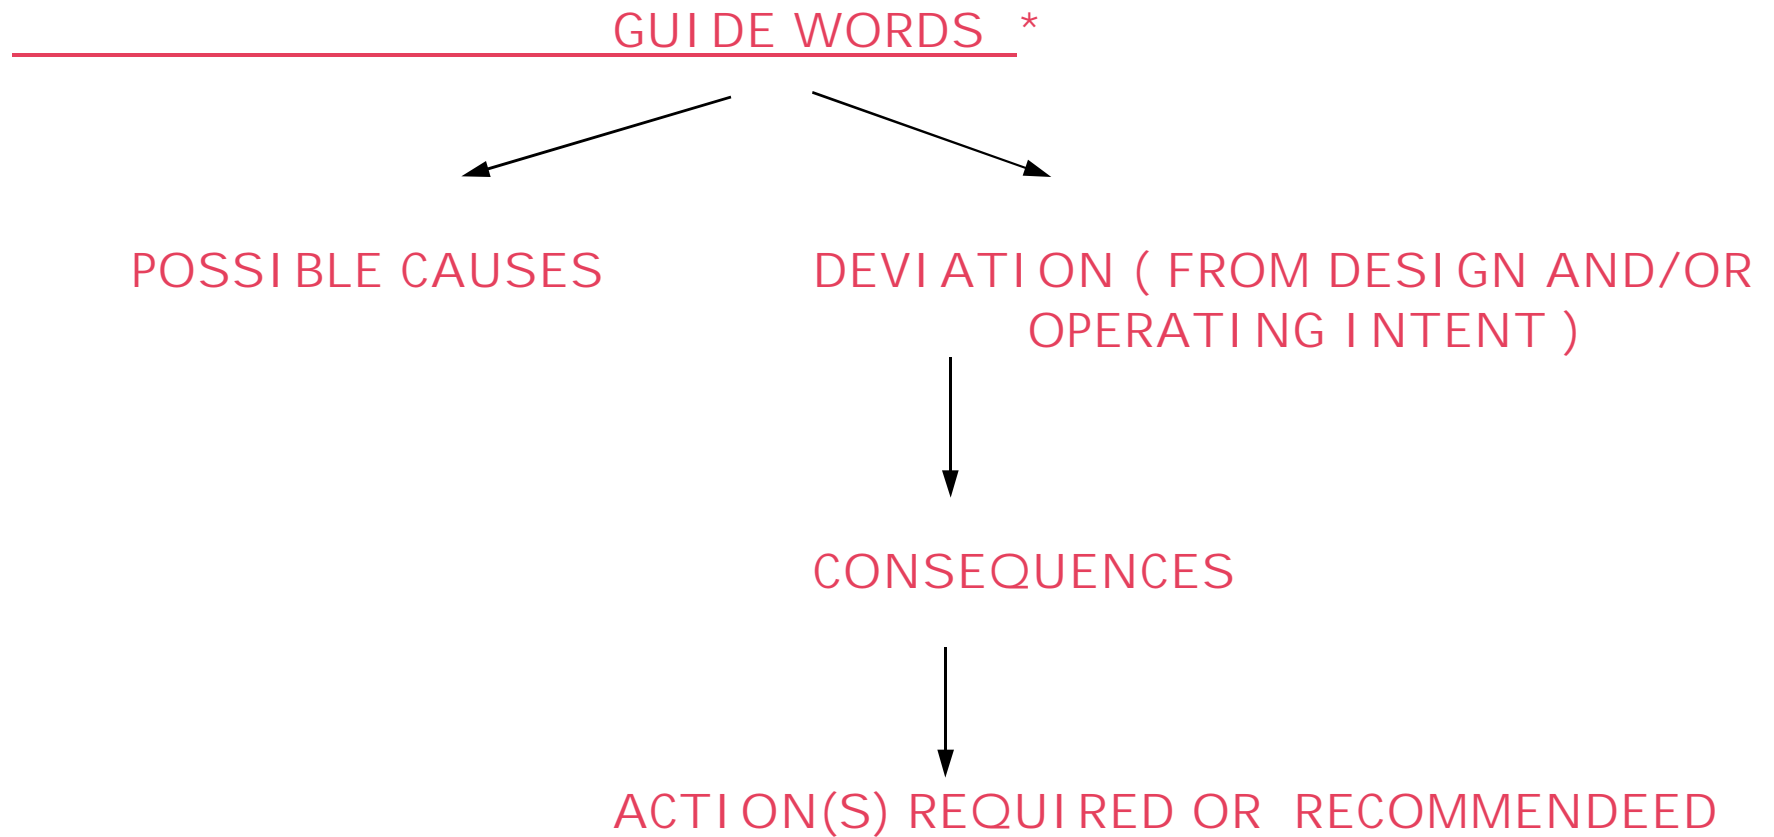 GUIDE WORDS *
POSSIBLE CAUSES
DEVIATION ( FROM DESIGN AND/OR
OPERATING INTENT )
CONSEQUENCES
ACTION(S) REQUIRED OR RECOMMENDEED